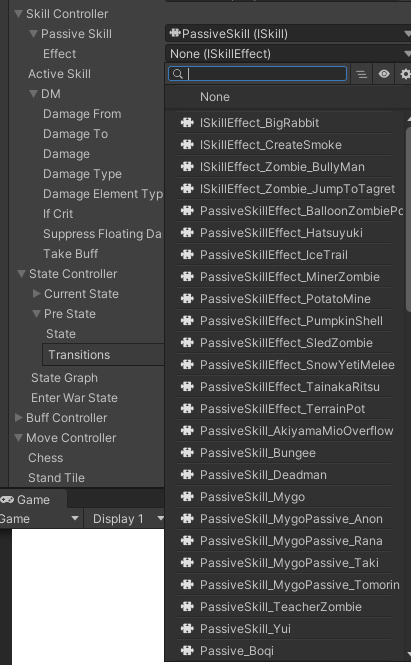 Skill Controller
Passive Skill
PassiveSkill (ISkill)
Effect
None (ISkillEffect)
Active Skill
DM
Damage From
Damage To
Damage
Damage Type
Damage Element Typ
If Crit
Suppress Floating Da
Take Buff
State Controller
Current State
Pre State
State
Transitions
State Graph
Enter War State
Buff Controller
Move Controller
Chess
Stand Tile
None
ISkillEffect_BigRabbit
ISkillEffect_CreateSmoke
ISkillEffect_Zombie_BullyMan
ISkillEffect_Zombie_JumpToTagret
PassiveSkillEffect_BalloonZombiePo
PassiveSkillEffect_Hatsuyuki
PassiveSkillEffect_IceTrail
PassiveSkillEffect_MinerZombie
PassiveSkillEffect_PotatoMine
PassiveSkillEffect_PumpkinShell
PassiveSkillEffect_SledZombie
PassiveSkillEffect_SnowYetiMelee
PassiveSkillEffect_TainakaRitsu
PassiveSkillEffect_TerrainPot
PassiveSkill_AkiyamaMioOverflow
PassiveSkill_Bungee
PassiveSkill_Deadman
PassiveSkill_Mygo
PassiveSkill_MygoPassive_Anon
PassiveSkill_MygoPassive_Rana
PassiveSkill_MygoPassive_Taki
PassiveSkill_MygoPassive_Tomorin
PassiveSkill_TeacherZombie
PassiveSkill_Yui
Passive_Boqi
Game
Game
Display 1